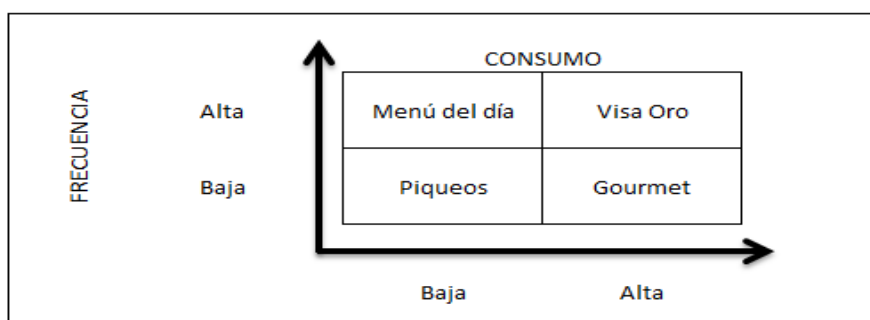 CONSUMO
FRECUENCIA
Alta Menú del día Visa Oro
Baja Piqueos Gourmet
Baja Alta